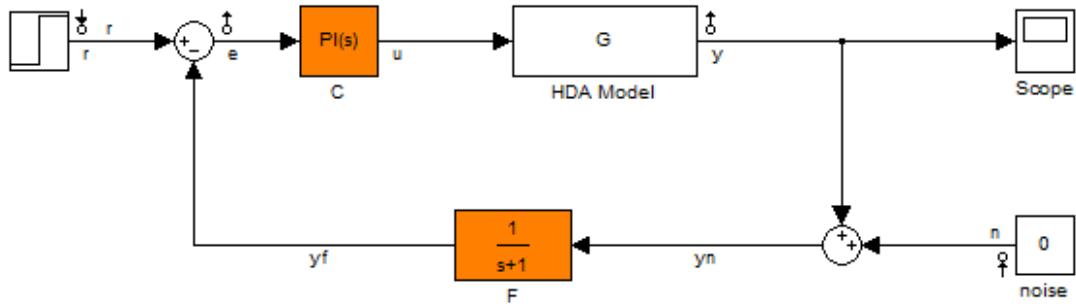 r
r
+
−
e
PI(s)
C
u
G
HDA Model
y
Scope
1
s+1
F
yf
yn
+
+
n
0
noise